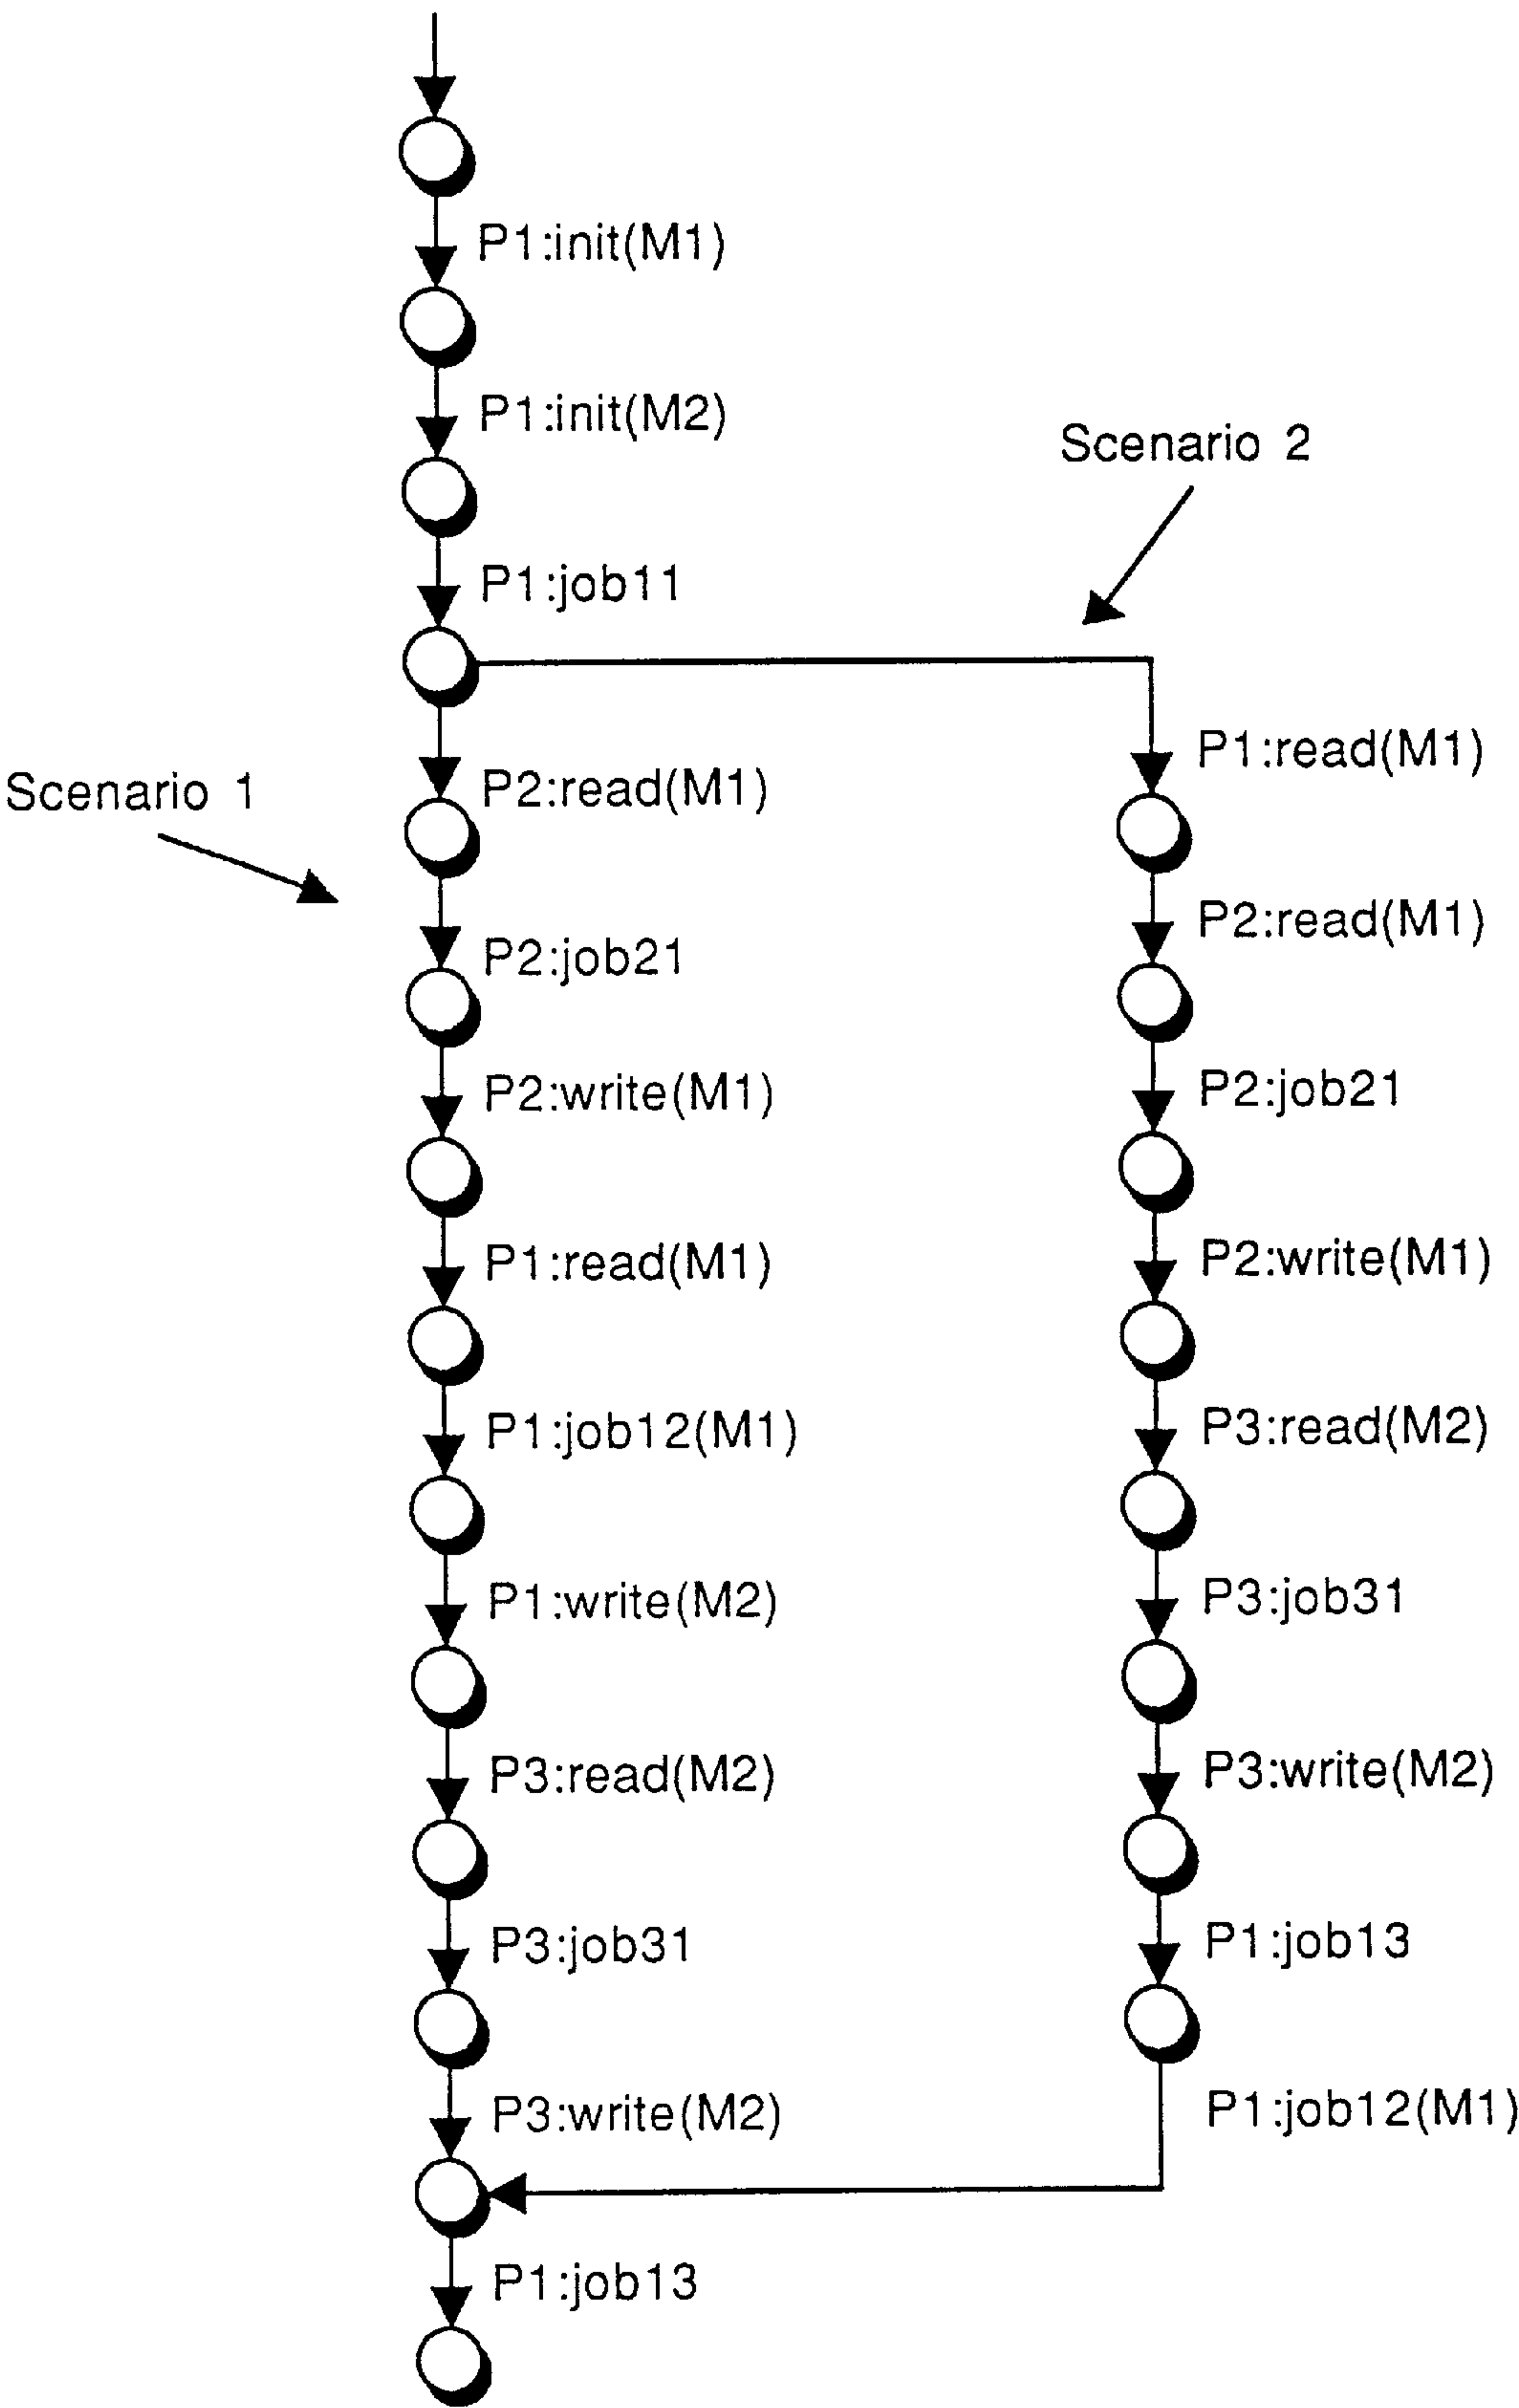 P1:init(M1)
P1:init(M2)
Scenario 2
P1:job11
Scenario 1
P2:read(M1)
P2:job21
P2:write(M1)
P1:read(M1)
P1:job12(M1)
P1:write(M2)
P3:read(M2)
P3:job31
P3:write(M2)
P1:job13
P1:read(M1)
P2:read(M1)
P2:job21
P2:write(M1)
P3:read(M2)
P3:job31
P3:write(M2)
P1:job13
P1:job12(M1)